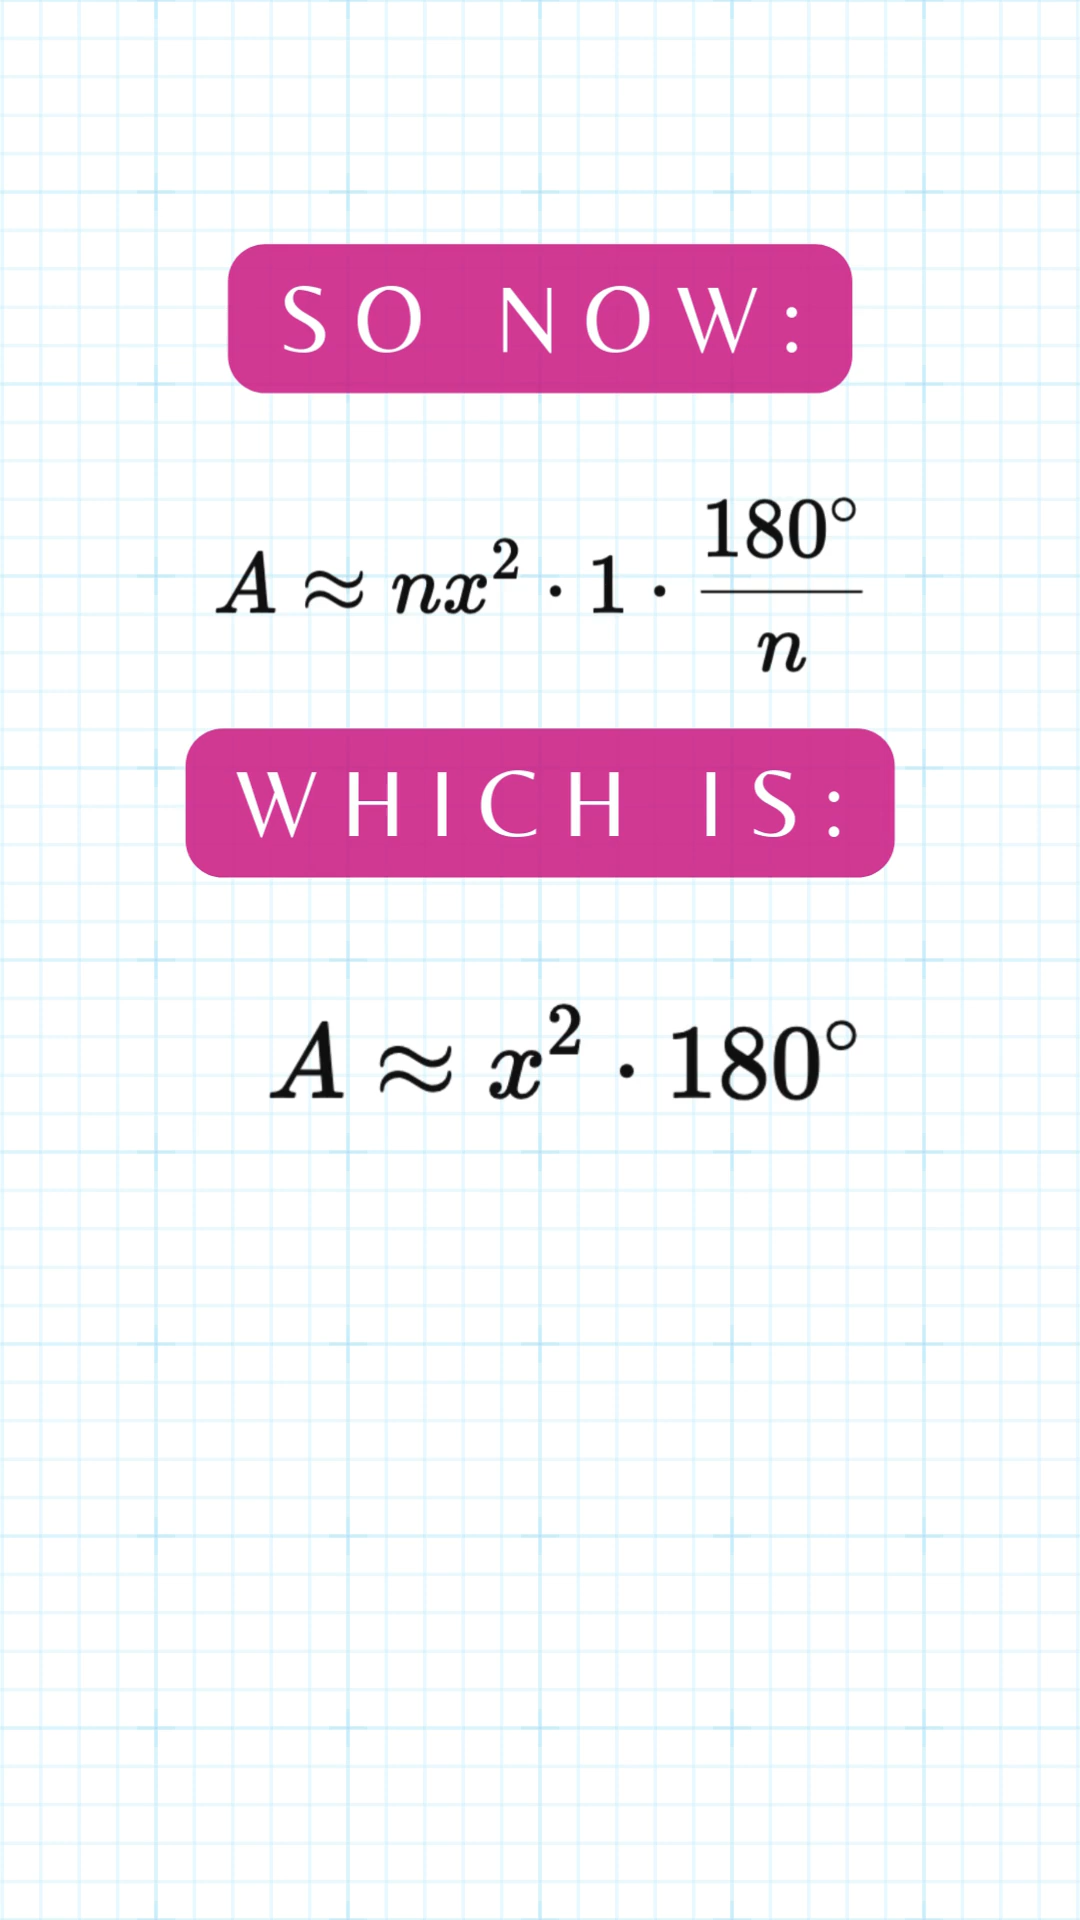 SO NOW:
A ≈ nx² · 1 · 180°/n
WHICH IS:
A ≈ x² · 180°